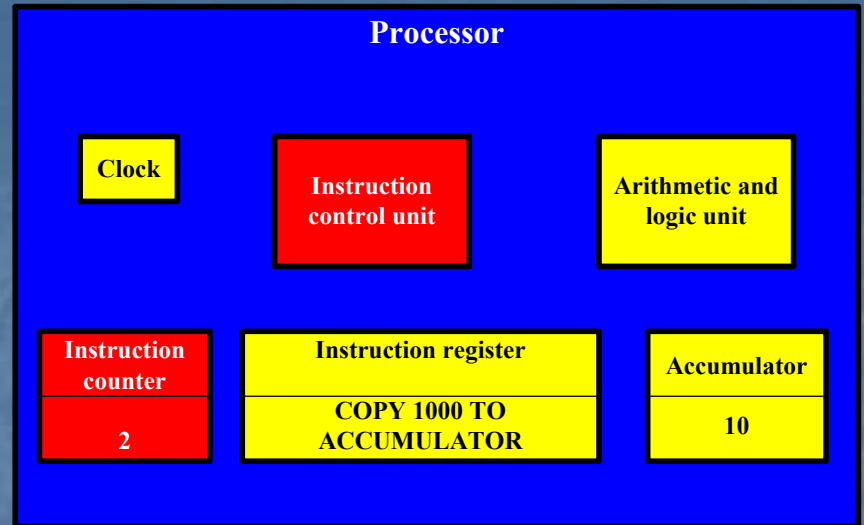 Processor
Clock
Instruction
control unit
Arithmetic and
logic unit
Instruction
counter
2
Instruction register
COPY 1000 TO
ACCUMULATOR
Accumulator
10